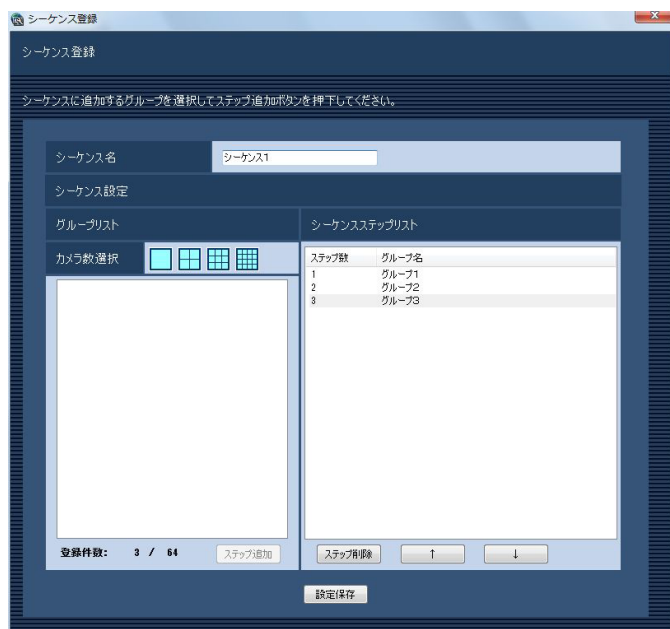 シーケンス登録
シーケンス登録
シーケンスに追加するグループを選択してステップ追加ボタンを押下してください。
シーケンス名 シーケンス1
シーケンス設定
グループリスト シーケンスステップリスト
カメラ数選択
ステップ数 グループ名
1 グループ1
2 グループ2
3 グループ3
登録件数: 3 / 64 ステップ追加 ステップ削除 ↑ ↓
設定保存